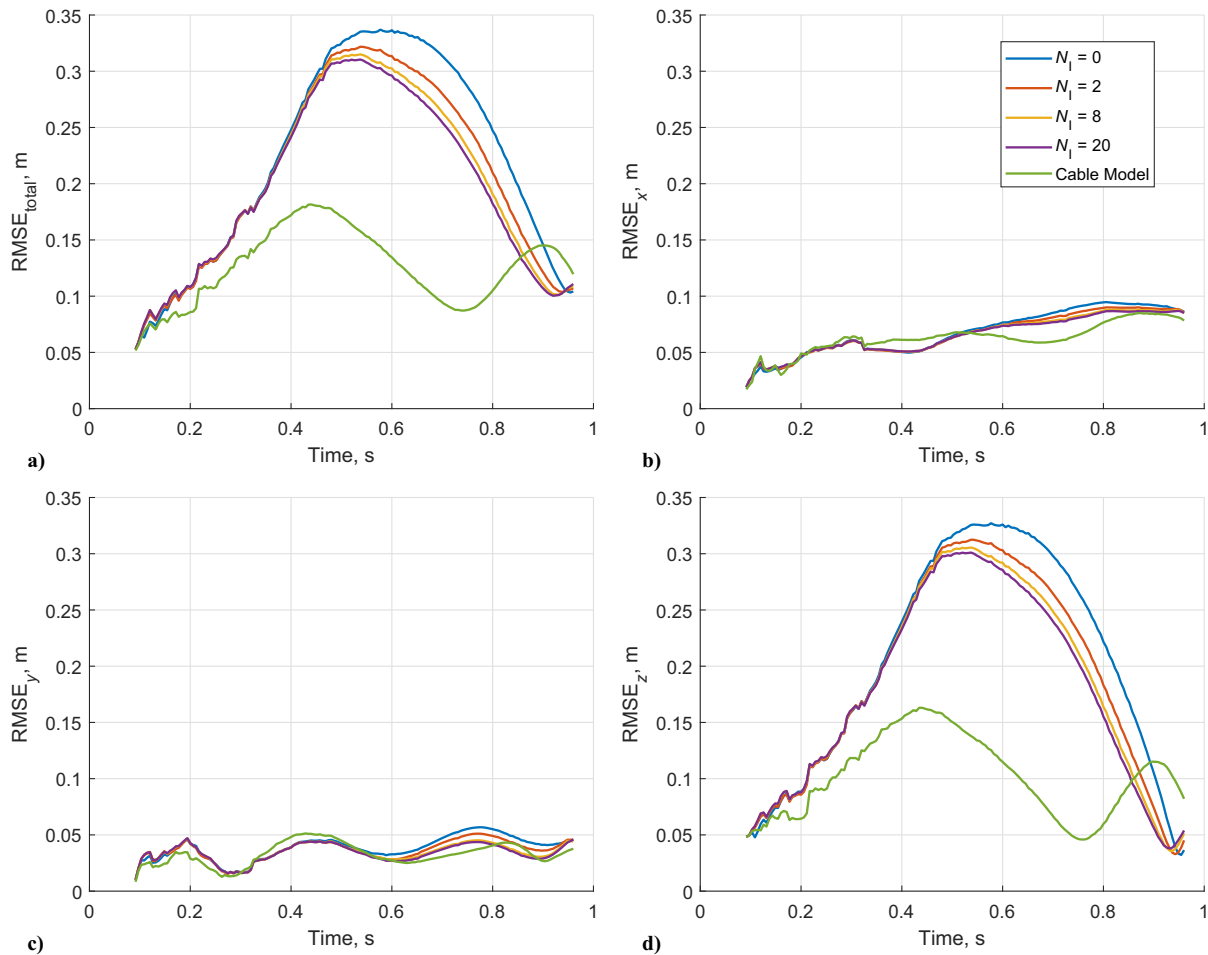 0.35
0.3
0.25
0.2
0.15
0.1
0.05
0
RMSE_total, m
0 0.2 0.4 0.6 0.8 1
Time, s
a)
0.35
0.3
0.25
0.2
0.15
0.1
0.05
0
RMSE_x, m
N_I = 0
N_I = 2
N_I = 8
N_I = 20
Cable Model
0 0.2 0.4 0.6 0.8 1
Time, s
b)
0.35
0.3
0.25
0.2
0.15
0.1
0.05
0
RMSE_y, m
0 0.2 0.4 0.6 0.8 1
Time, s
c)
0.35
0.3
0.25
0.2
0.15
0.1
0.05
0
RMSE_z, m
0 0.2 0.4 0.6 0.8 1
Time, s
d)